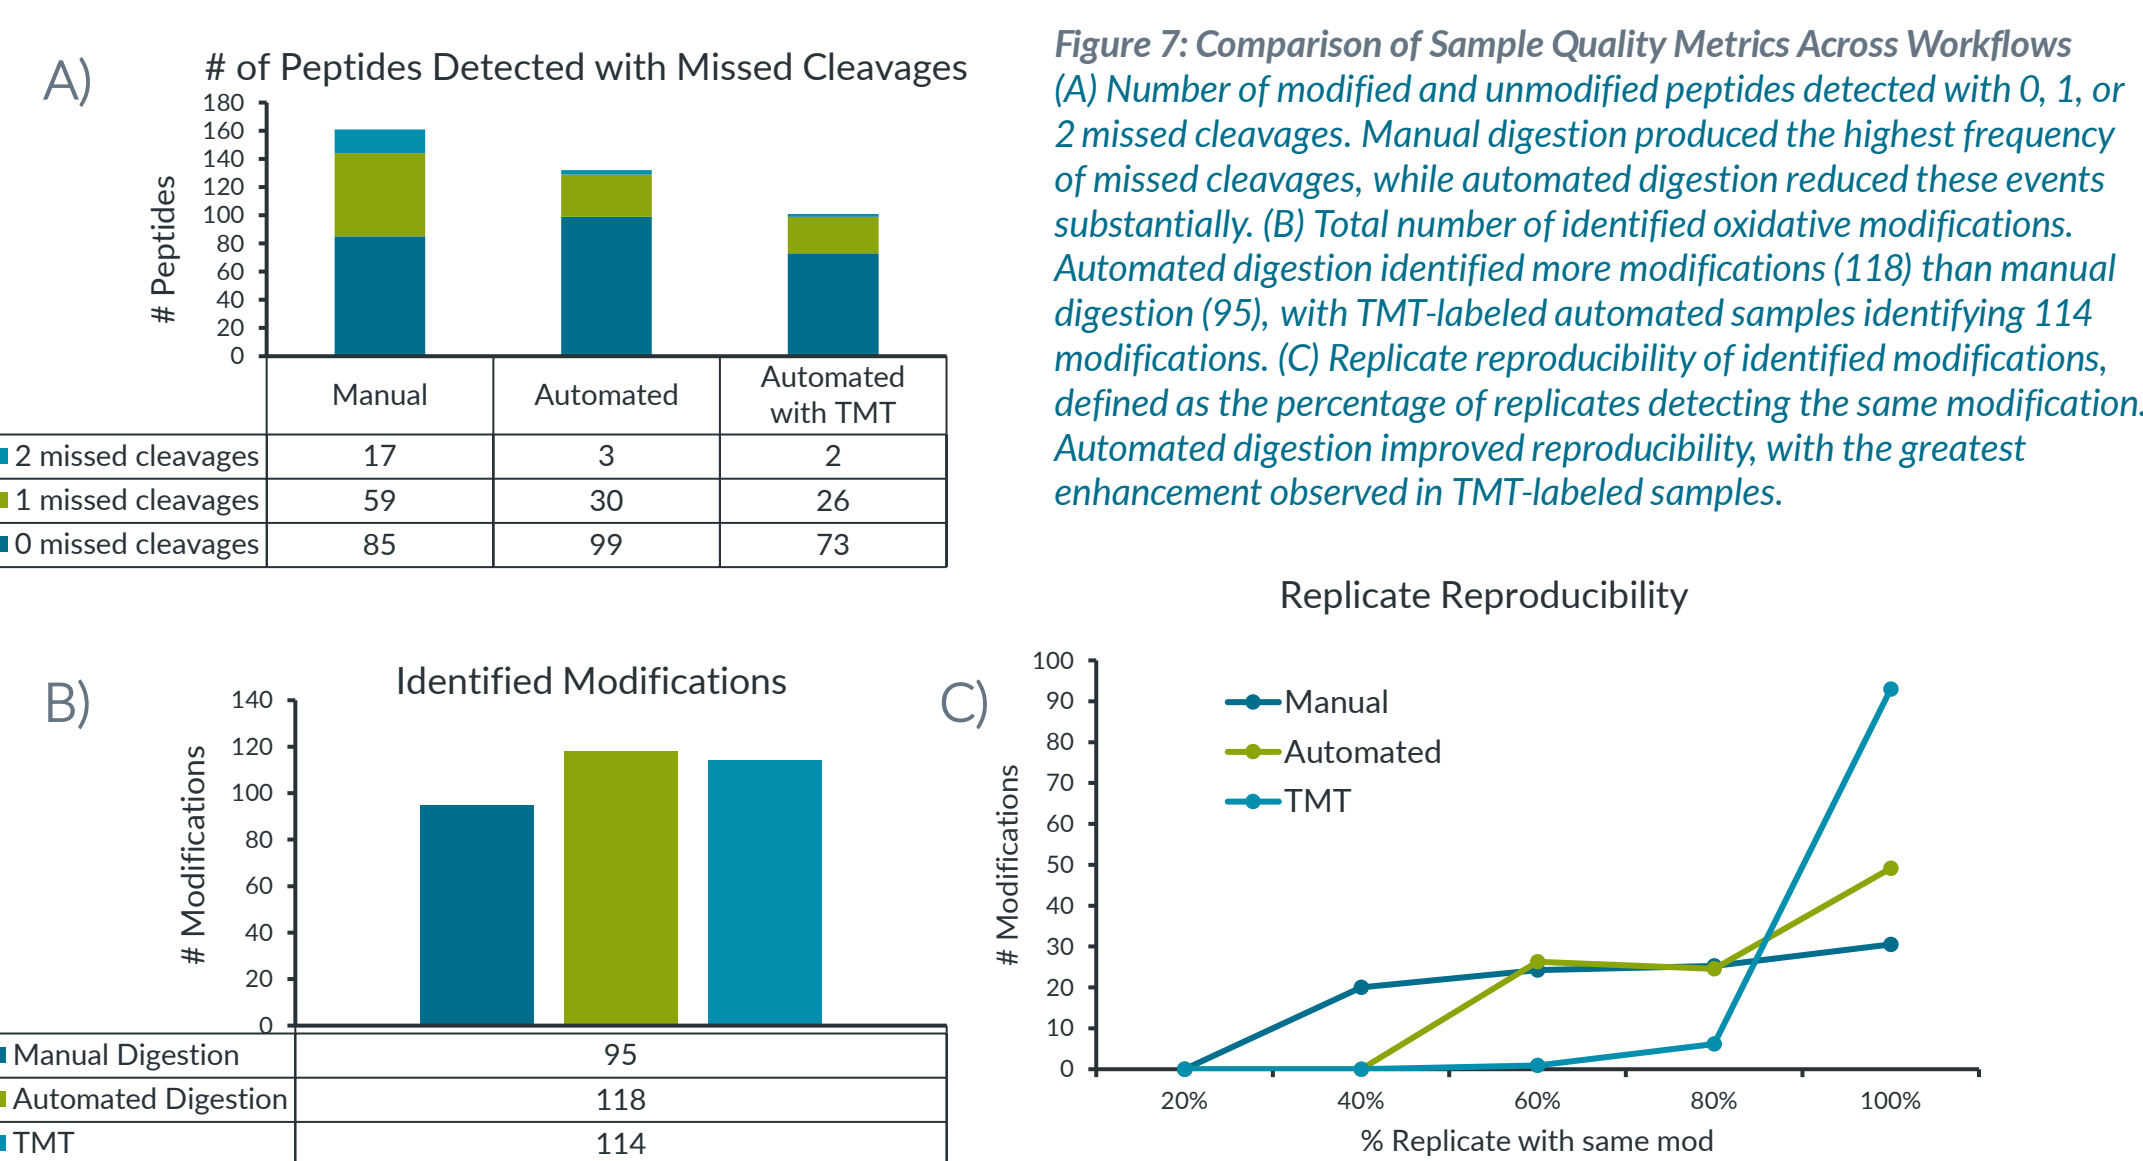 A)
# of Peptides Detected with Missed Cleavages
# Peptides
180
160
140
120
100
80
60
40
20
0
Manual Automated Automated with TMT
2 missed cleavages 17 3 2
1 missed cleavages 59 30 26
0 missed cleavages 85 99 73
Figure 7: Comparison of Sample Quality Metrics Across Workflows
(A) Number of modified and unmodified peptides detected with 0, 1, or
2 missed cleavages. Manual digestion produced the highest frequency
of missed cleavages, while automated digestion reduced these events
substantially. (B) Total number of identified oxidative modifications.
Automated digestion identified more modifications (118) than manual
digestion (95), with TMT-labeled automated samples identifying 114
modifications. (C) Replicate reproducibility of identified modifications,
defined as the percentage of replicates detecting the same modification.
Automated digestion improved reproducibility, with the greatest
enhancement observed in TMT-labeled samples.
B)
Identified Modifications
# Modifications
140
120
100
80
60
40
20
0
Manual Digestion 95
Automated Digestion 118
TMT 114
C)
Replicate Reproducibility
# Modifications
100
90
80
70
60
50
40
30
20
10
0
Manual
Automated
TMT
20% 40% 60% 80% 100%
% Replicate with same mod